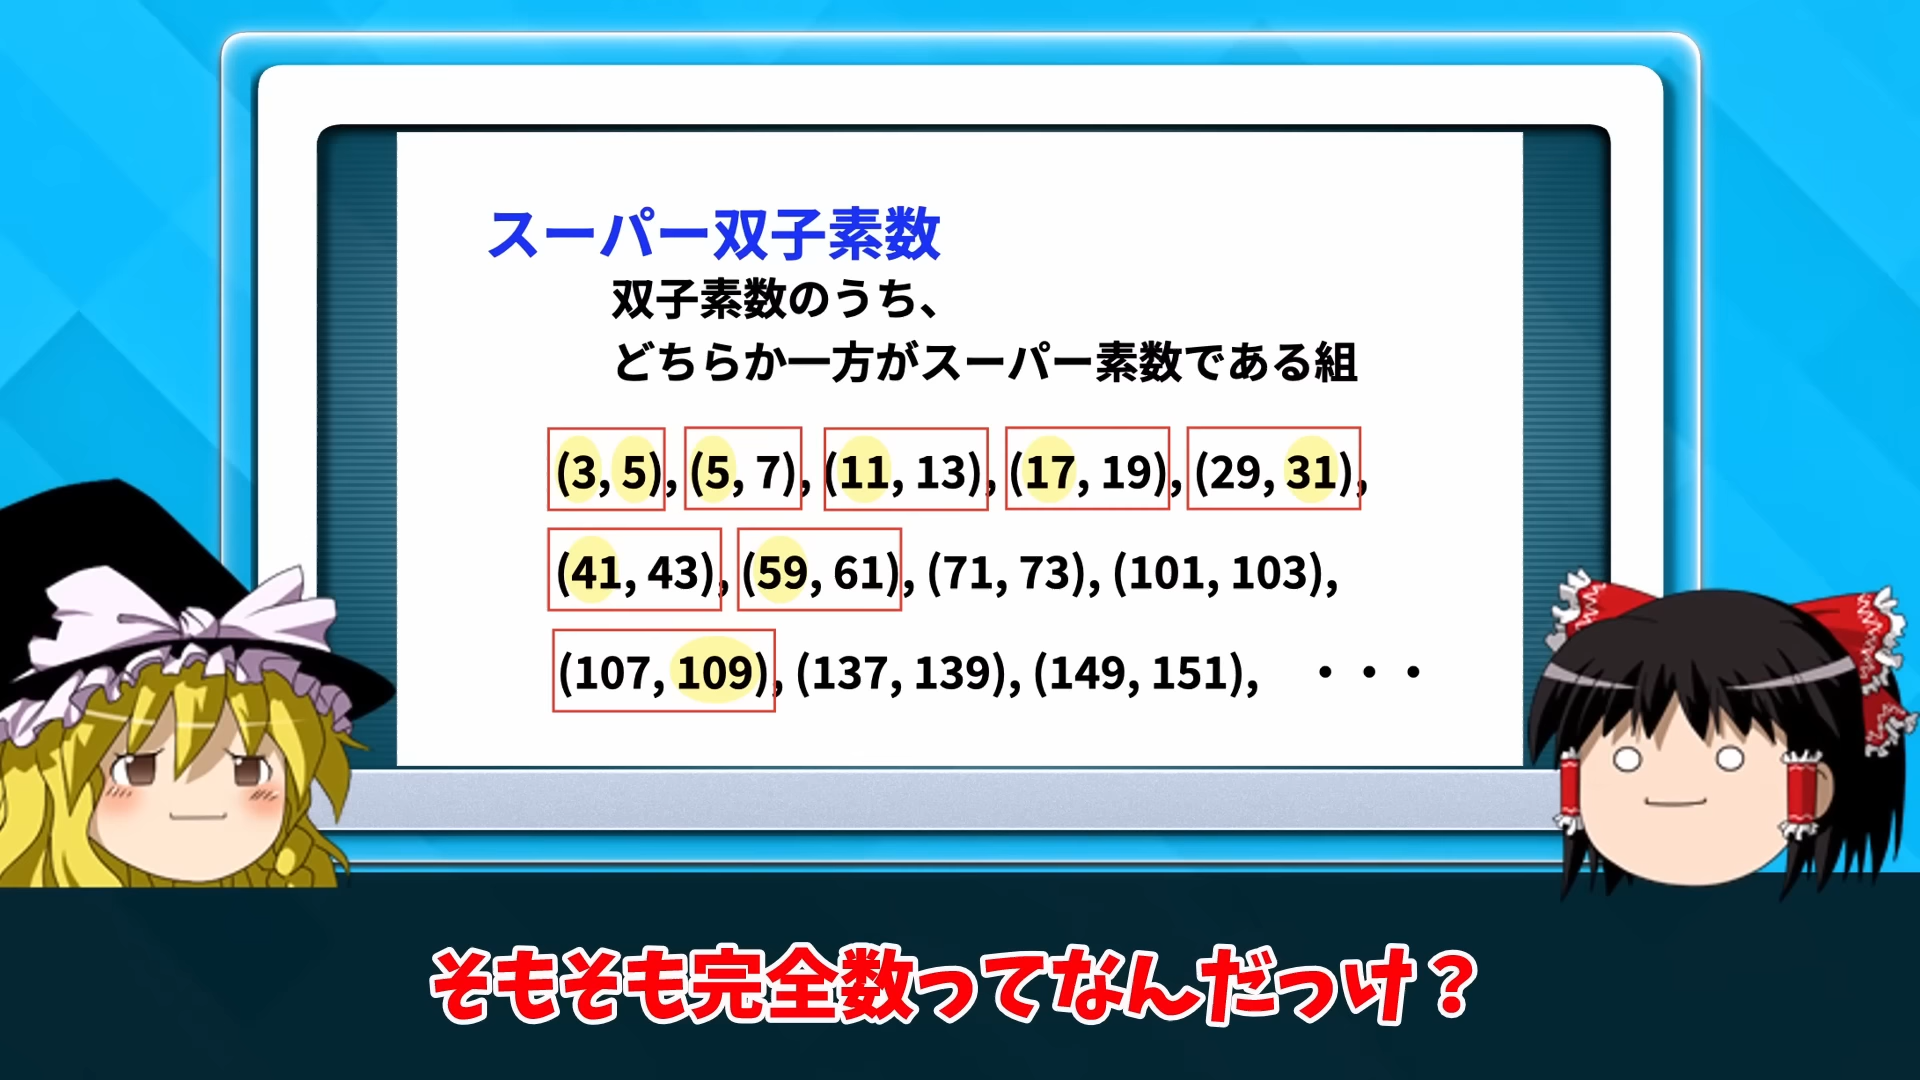 スーパー双子素数
双子素数のうち、
どちらか一方がスーパー素数である組
(3, 5), (5, 7), (11, 13), (17, 19), (29, 31),
(41, 43), (59, 61), (71, 73), (101, 103),
(107, 109), (137, 139), (149, 151), ・・・
そもそも完全数ってなんだっけ？